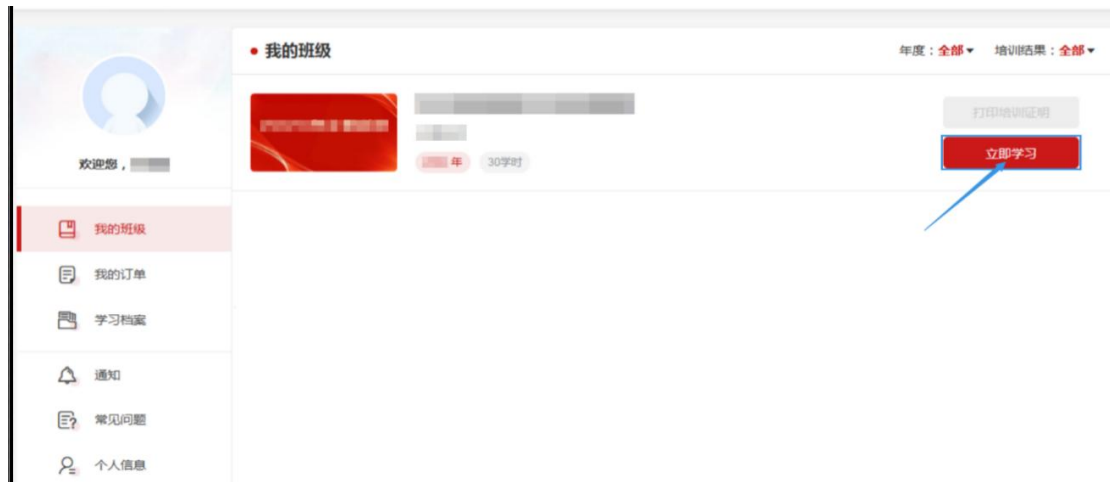 我的班级
年度：全部 培训结果：全部
打印培训证明
年 30学时
立即学习
欢迎您，
我的班级
我的订单
学习档案
通知
常见问题
个人信息